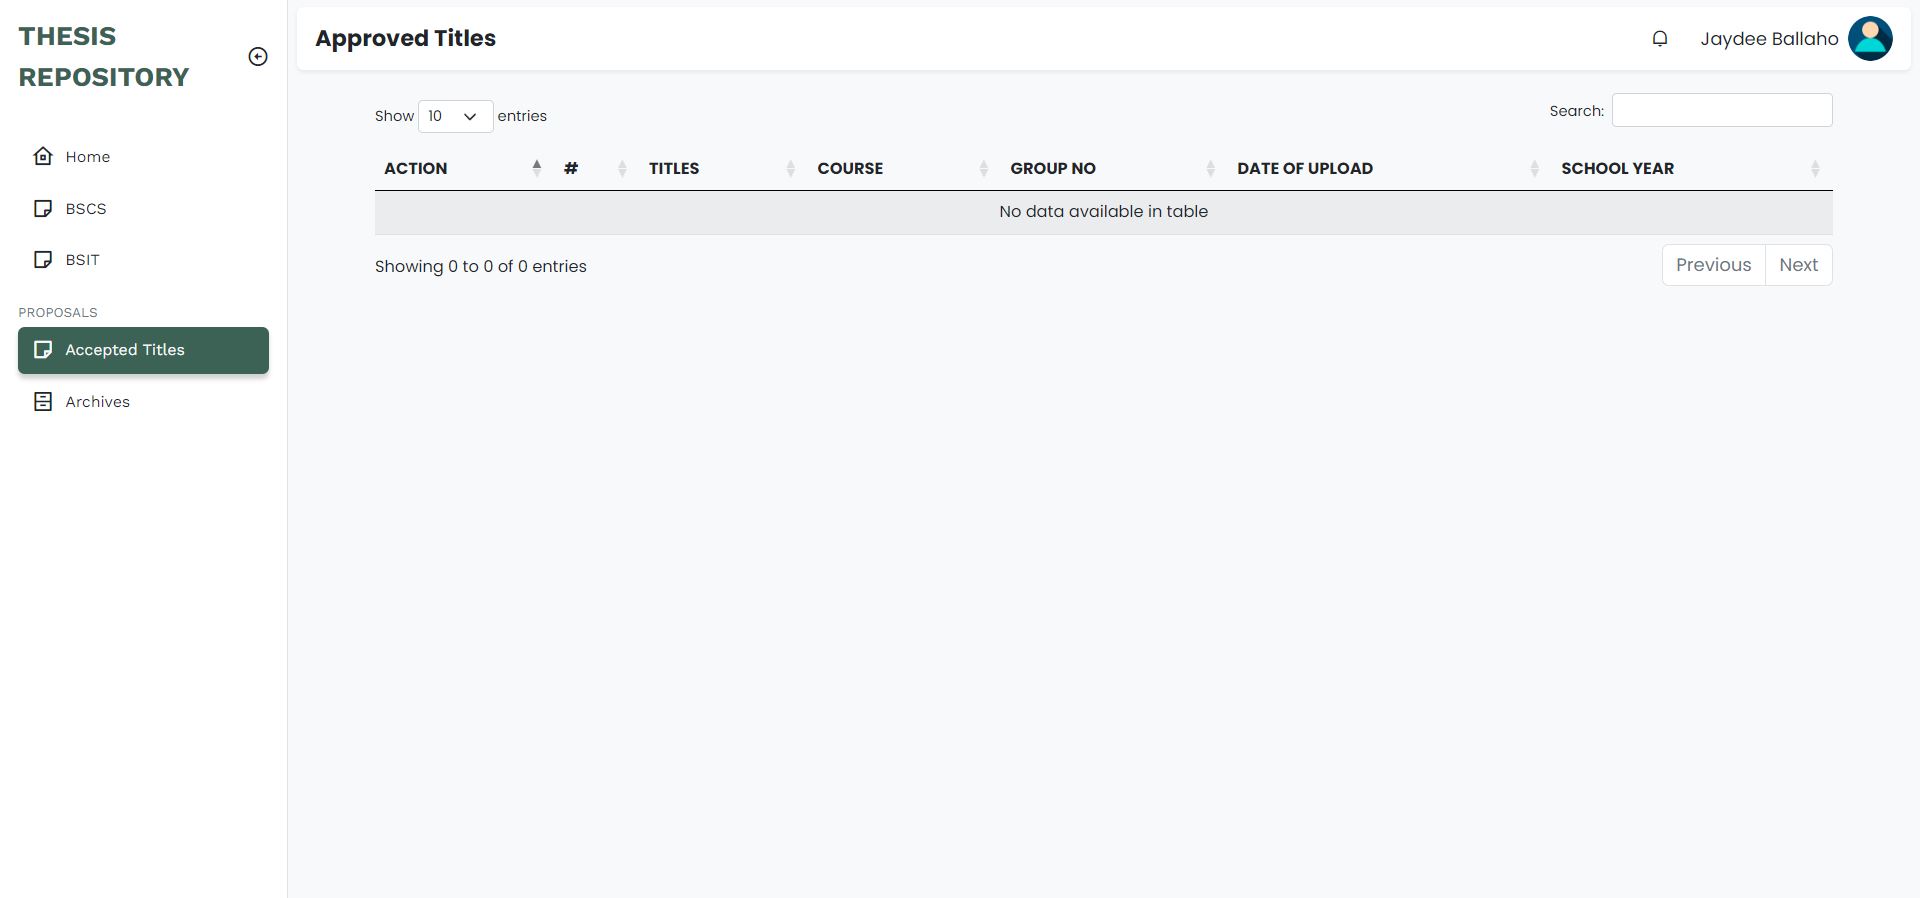 THESIS
REPOSITORY
Home
BSCS
BSIT
PROPOSALS
Accepted Titles
Archives
Approved Titles
Jaydee Ballaho
Show 10 entries
Search:
ACTION # TITLES COURSE GROUP NO DATE OF UPLOAD SCHOOL YEAR
No data available in table
Showing 0 to 0 of 0 entries
Previous Next